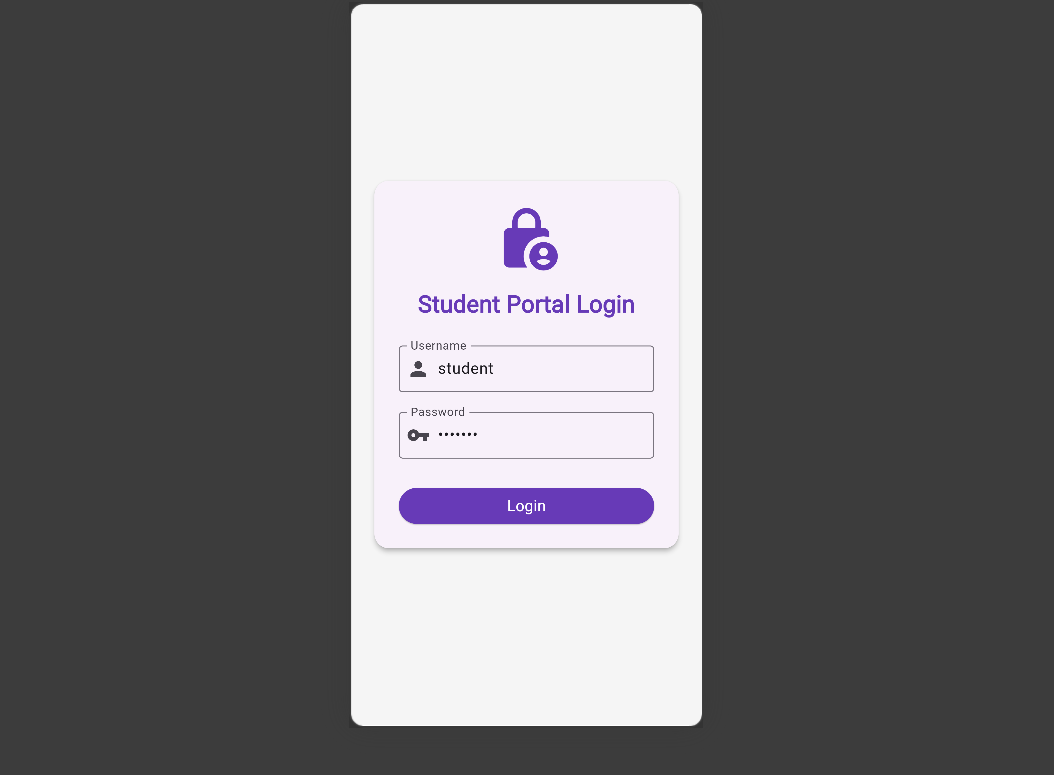 Student Portal Login
Username
student
Password
•••••••
Login